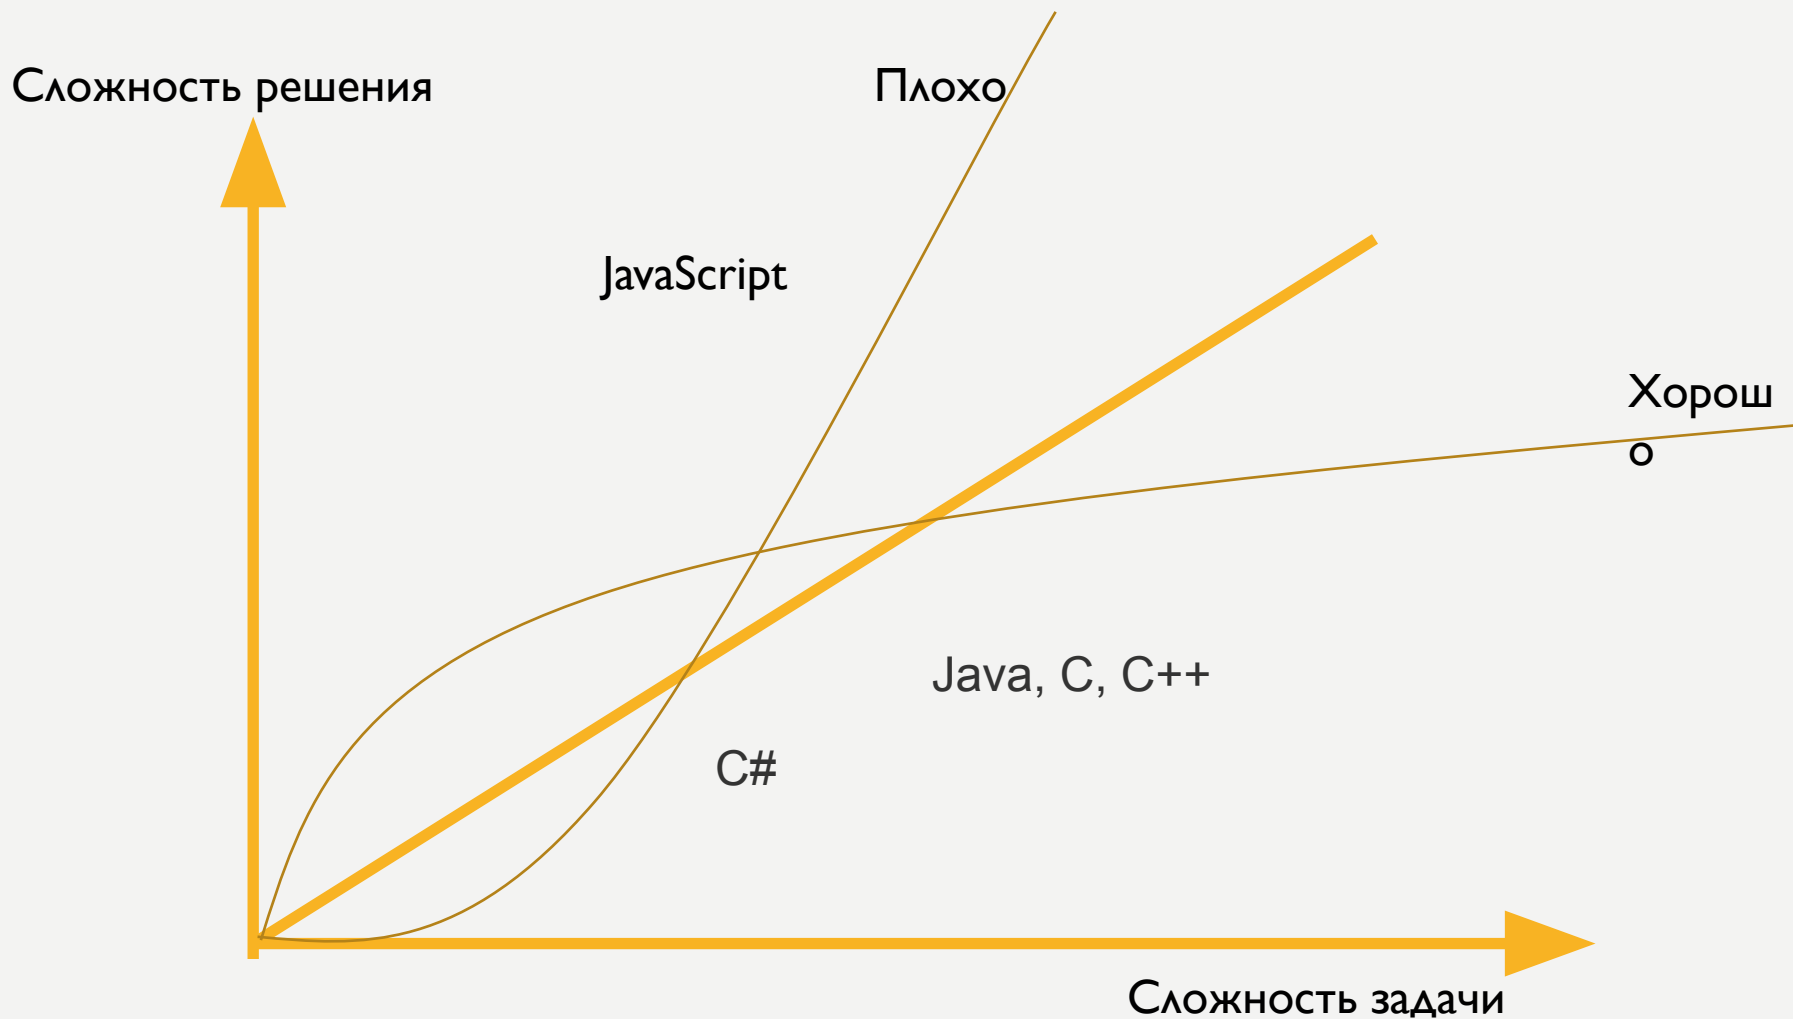 Сложность решения
Плохо
JavaScript
Хорош
о
Java, C, C++
C#
Сложность задачи